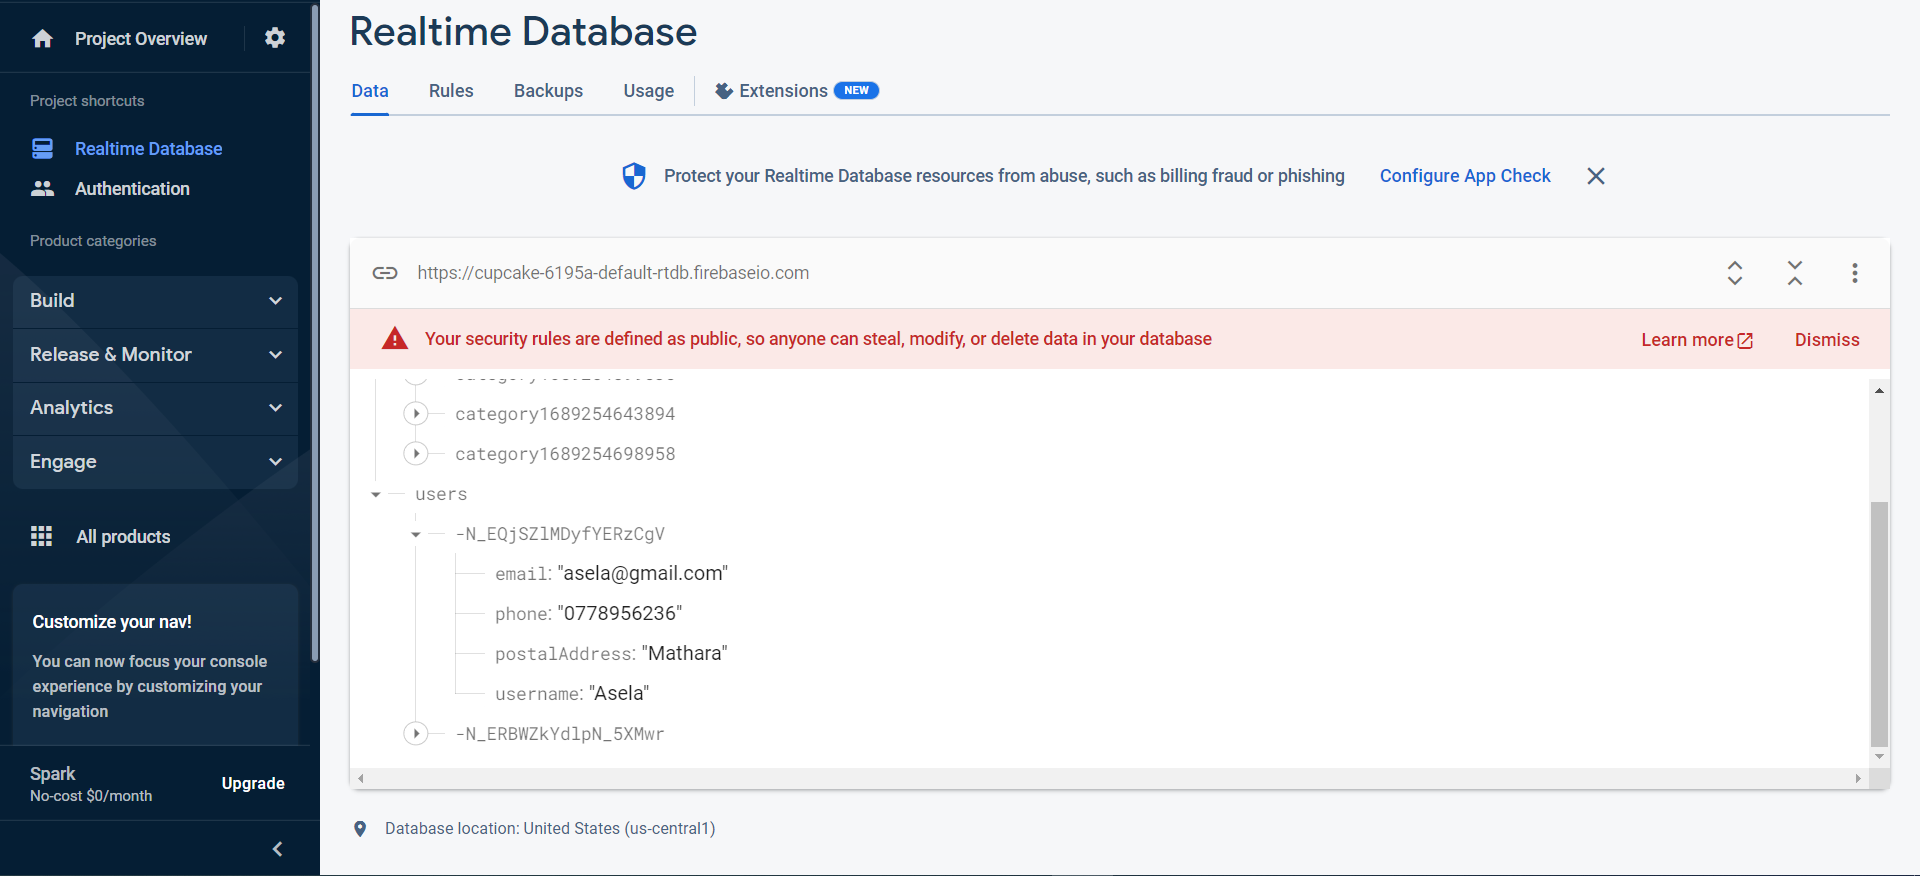 Project Overview
Project shortcuts
Realtime Database
Authentication
Product categories
Build
Release & Monitor
Analytics
Engage
All products
Customize your nav!
You can now focus your console
experience by customizing your
navigation
Spark
No-cost $0/month
Upgrade
Realtime Database
Data Rules Backups Usage Extensions NEW
Protect your Realtime Database resources from abuse, such as billing fraud or phishing Configure App Check
https://cupcake-6195a-default-rtdb.firebaseio.com
Your security rules are defined as public, so anyone can steal, modify, or delete data in your database Learn more Dismiss
category1689254643894
category1689254698958
users
-N_EQjSZlMDyfYERzCgV
email: "asela@gmail.com"
phone: "0778956236"
postalAddress: "Mathara"
username: "Asela"
-N_ERBWZkYdlpN_5XMwr
Database location: United States (us-central1)